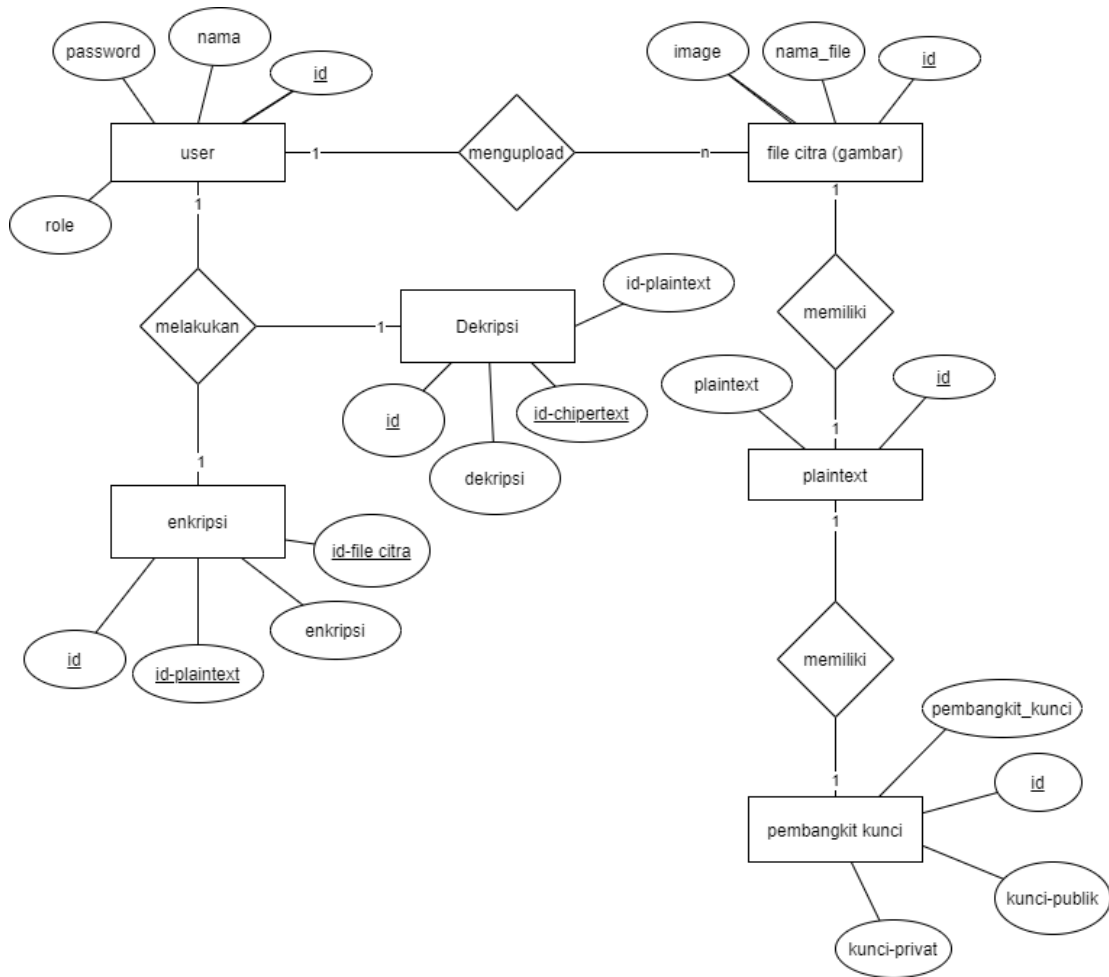 nama
password
id
image
nama_file
id
user
1
mengupload
n
file citra (gambar)
role
1
1
melakukan
1
Dekripsi
id-plaintext
memiliki
id
id-chipertext
dekripsi
plaintext
id
1
plaintext
1
1
enkripsi
id-file citra
enkripsi
id
id-plaintext
memiliki
pembangkit_kunci
id
1
pembangkit kunci
kunci-publik
kunci-privat